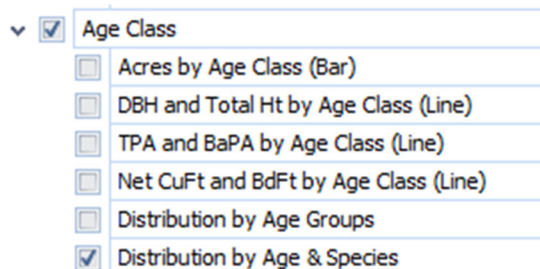 Age Class
Acres by Age Class (Bar)
DBH and Total Ht by Age Class (Line)
TPA and BaPA by Age Class (Line)
Net CuFt and BdFt by Age Class (Line)
Distribution by Age Groups
Distribution by Age & Species